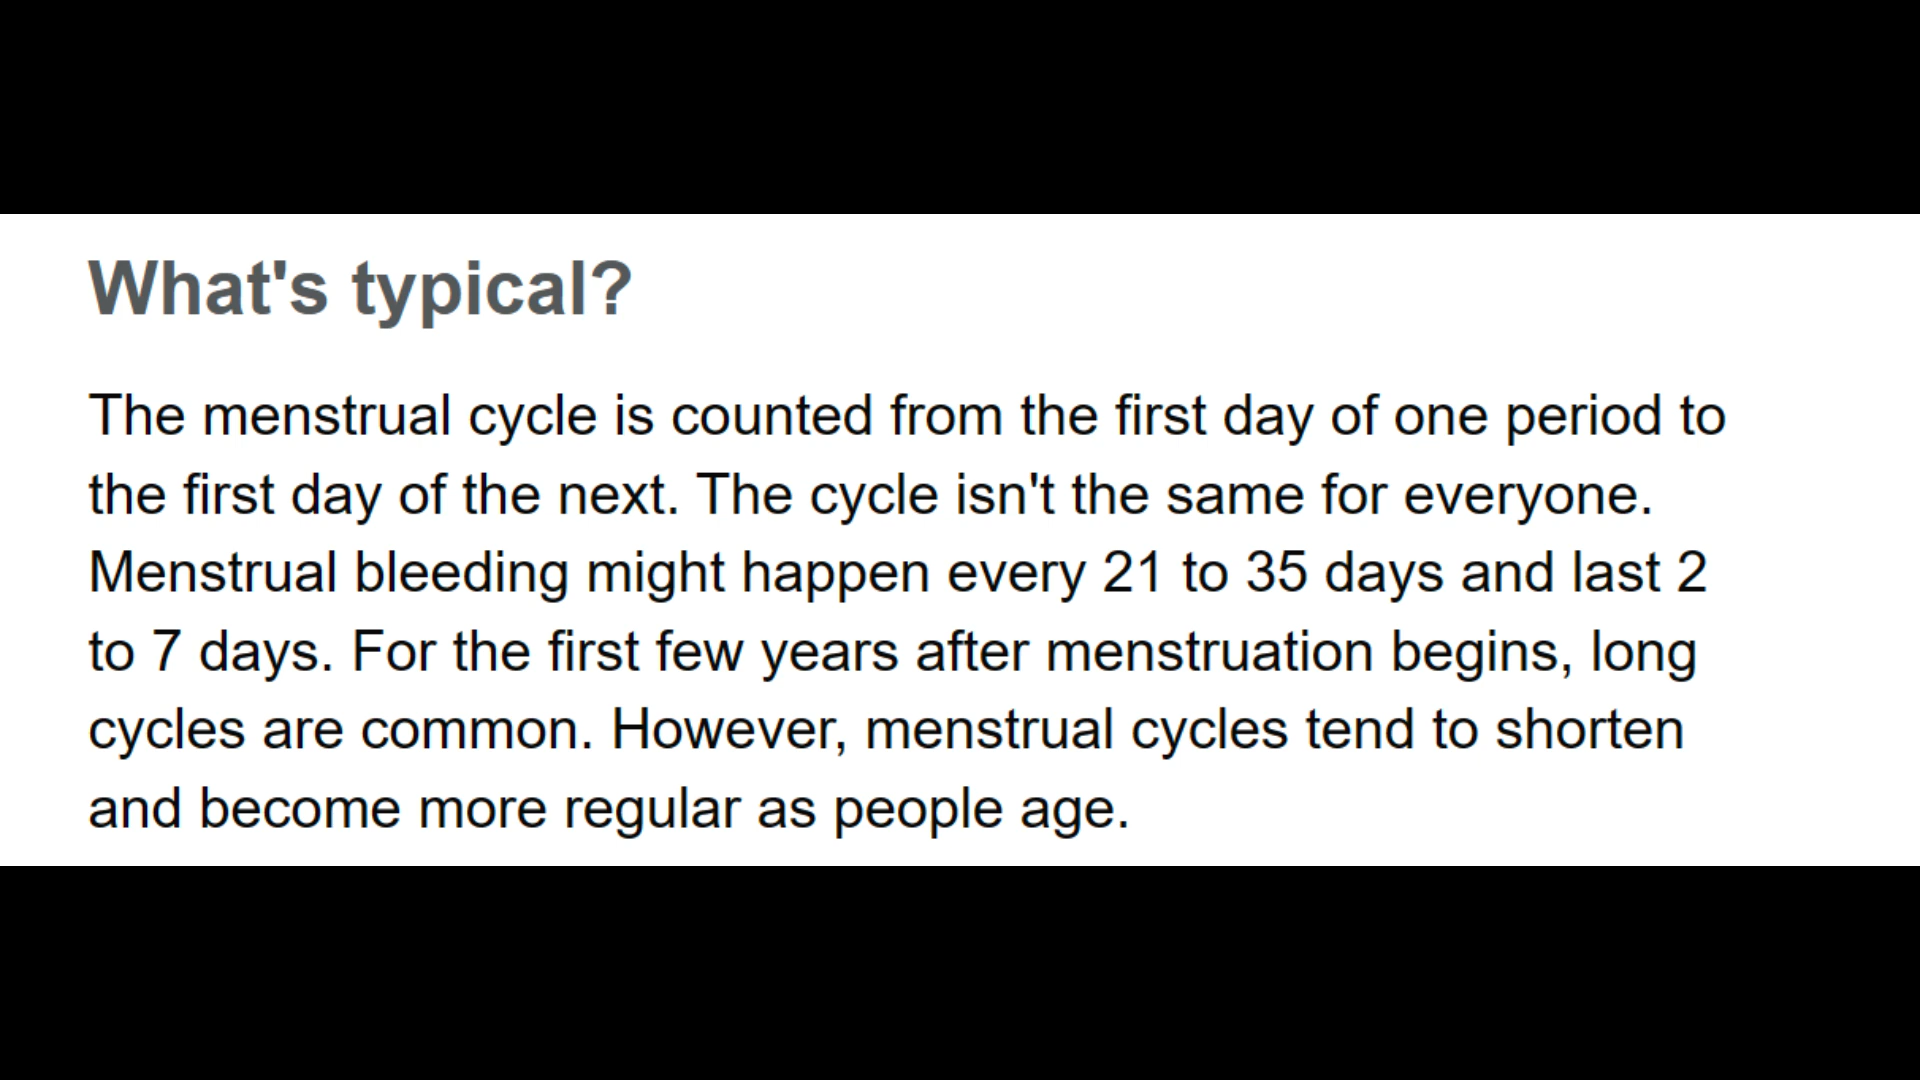 What's typical?
The menstrual cycle is counted from the first day of one period to
the first day of the next. The cycle isn't the same for everyone.
Menstrual bleeding might happen every 21 to 35 days and last 2
to 7 days. For the first few years after menstruation begins, long
cycles are common. However, menstrual cycles tend to shorten
and become more regular as people age.